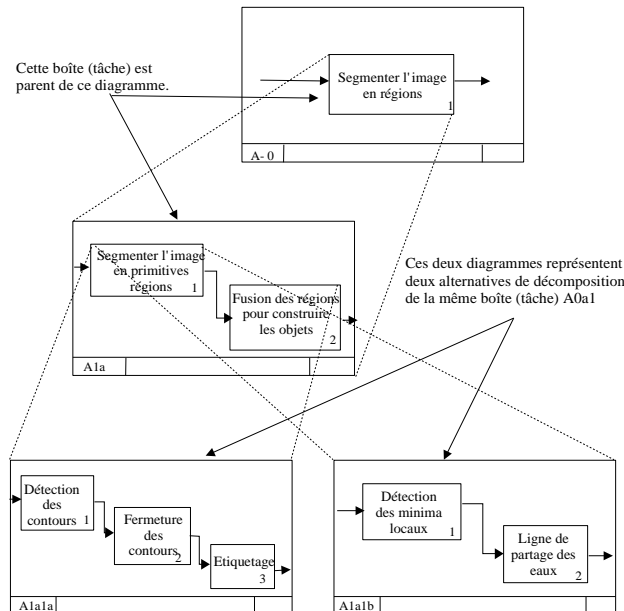 Cette boîte (tâche) est
parent de ce diagramme.
Segmenter l'image
en régions
1
A- 0
Segmenter l'image
en primitives
régions
1
Fusion des régions
pour construire
les objets
2
A1a
Ces deux diagrammes représentent
deux alternatives de décomposition
de la même boîte (tâche) A0a1
Détection
des
contours
1
Fermeture
des
contours
2
Etiquetage
3
A1a1a
Détection
des minima
locaux
1
Ligne de
partage des
eaux
2
A1a1b